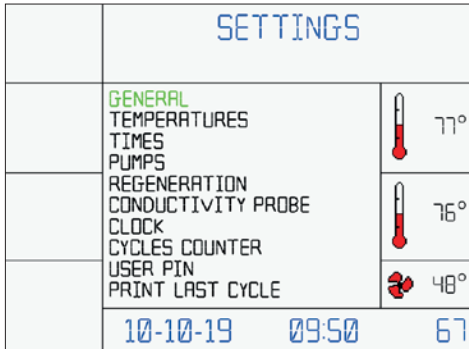 SETTINGS
GENERAL
TEMPERATURES
TIMES
PUMPS
REGENERATION
CONDUCTIVITY PROBE
CLOCK
CYCLES COUNTER
USER PIN
PRINT LAST CYCLE
77°
76°
48°
10-10-19 09:50 67